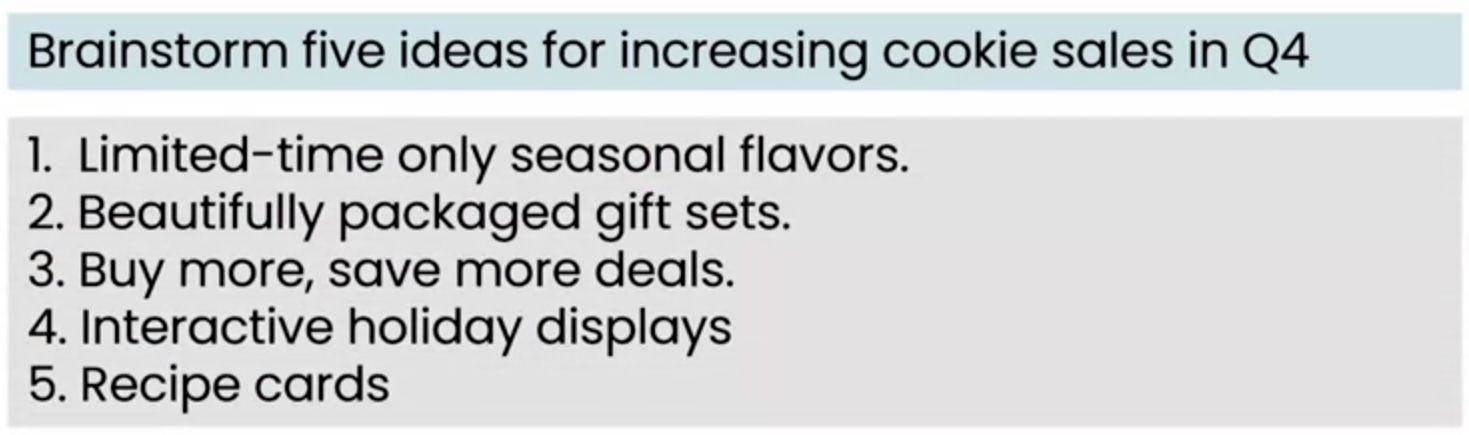 Brainstorm five ideas for increasing cookie sales in Q4
1. Limited-time only seasonal flavors.
2. Beautifully packaged gift sets.
3. Buy more, save more deals.
4. Interactive holiday displays
5. Recipe cards